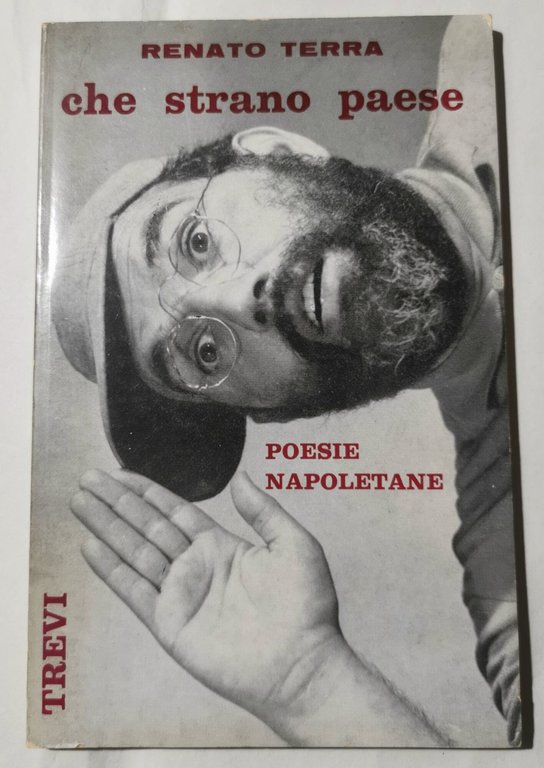 RENATO TERRA
che strano paese
POESIE
NAPOLETANE
TREVI